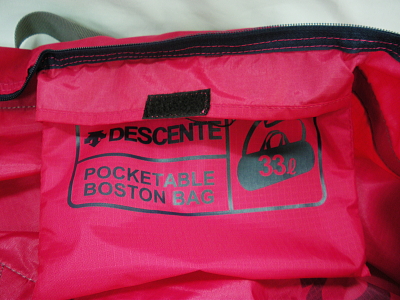 DESCENTE
POCKETABLE
BOSTON BAG
33ℓ